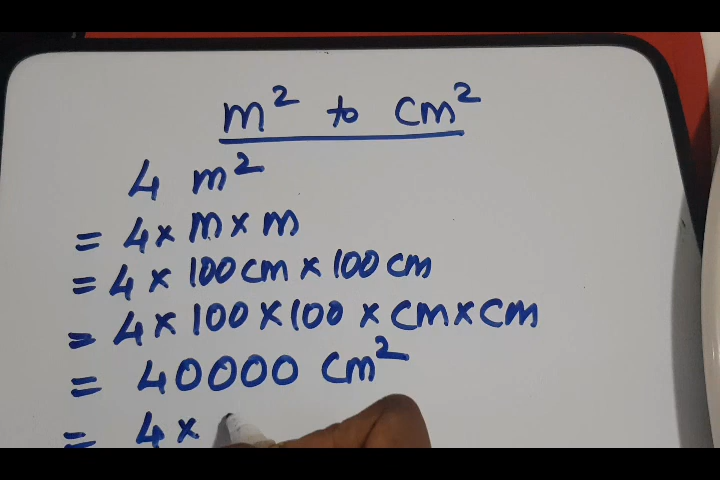 m² to cm²
4 m²
= 4 × m × m
= 4 × 100 cm × 100 cm
= 4 × 100 × 100 × cm × cm
= 40000 cm²
= 4 ×